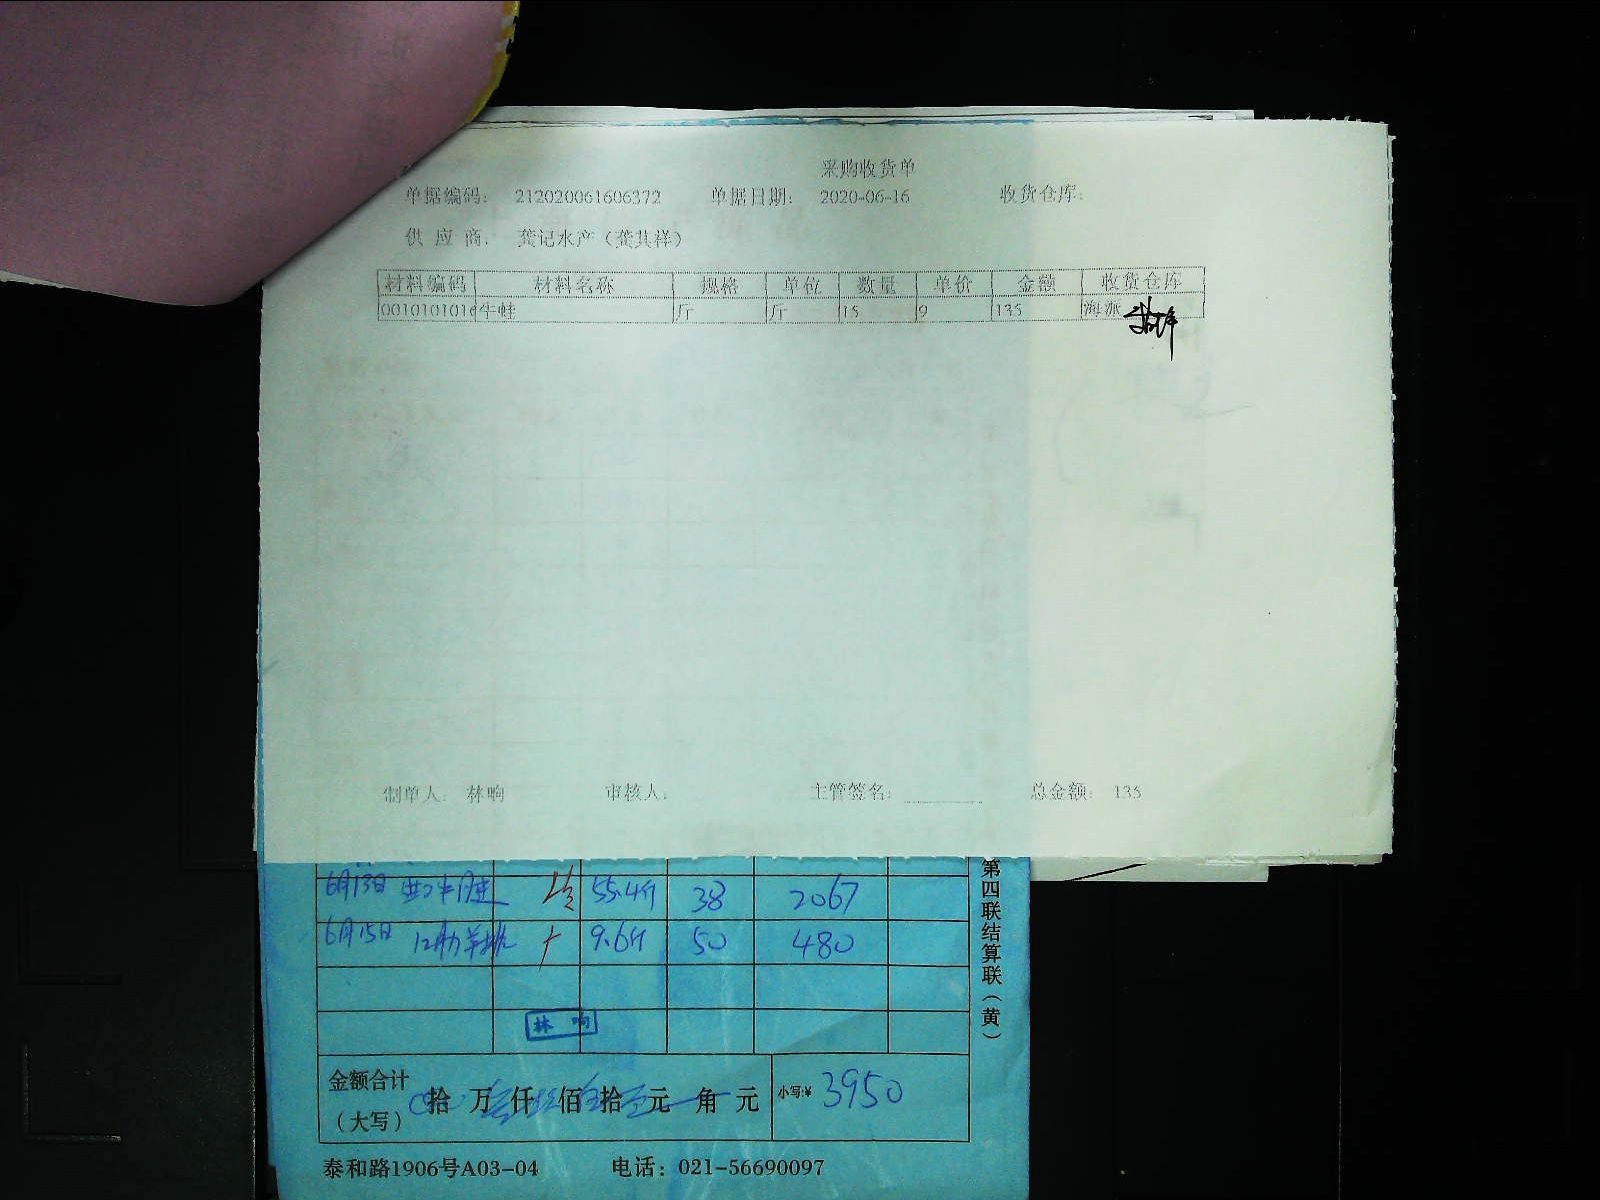 采购收货单
单据编码: 212020061606372 单据日期: 2020-06-16 收货仓库:
供应商. 龚记水产（龚其祥）
材料编码 材料名称 规格 单位 数量 单价 金额 收货仓库
0010101016 牛蛙 斤 斤 15 9 135 海派
制单人: 林响 审核人: 主管签名: 总金额: 135
6月13日 55.4斤 38 2067
6月15日 9.6斤 50 480
林响
金额合计（大写） 拾 万 仟 佰 拾 元 角 元 小写:¥ 3950
第四联结算联（黄）
泰和路1906号A03-04 电话：021-56690097